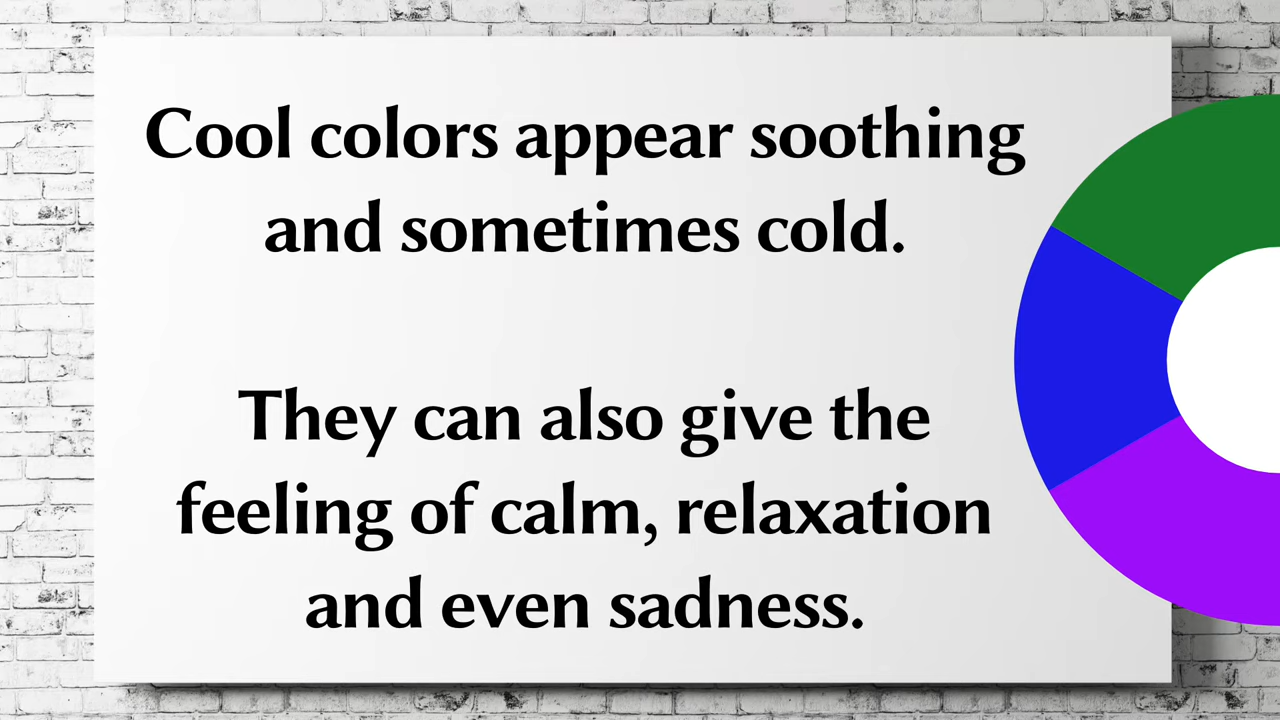 Cool colors appear soothing
and sometimes cold.
They can also give the
feeling of calm, relaxation
and even sadness.